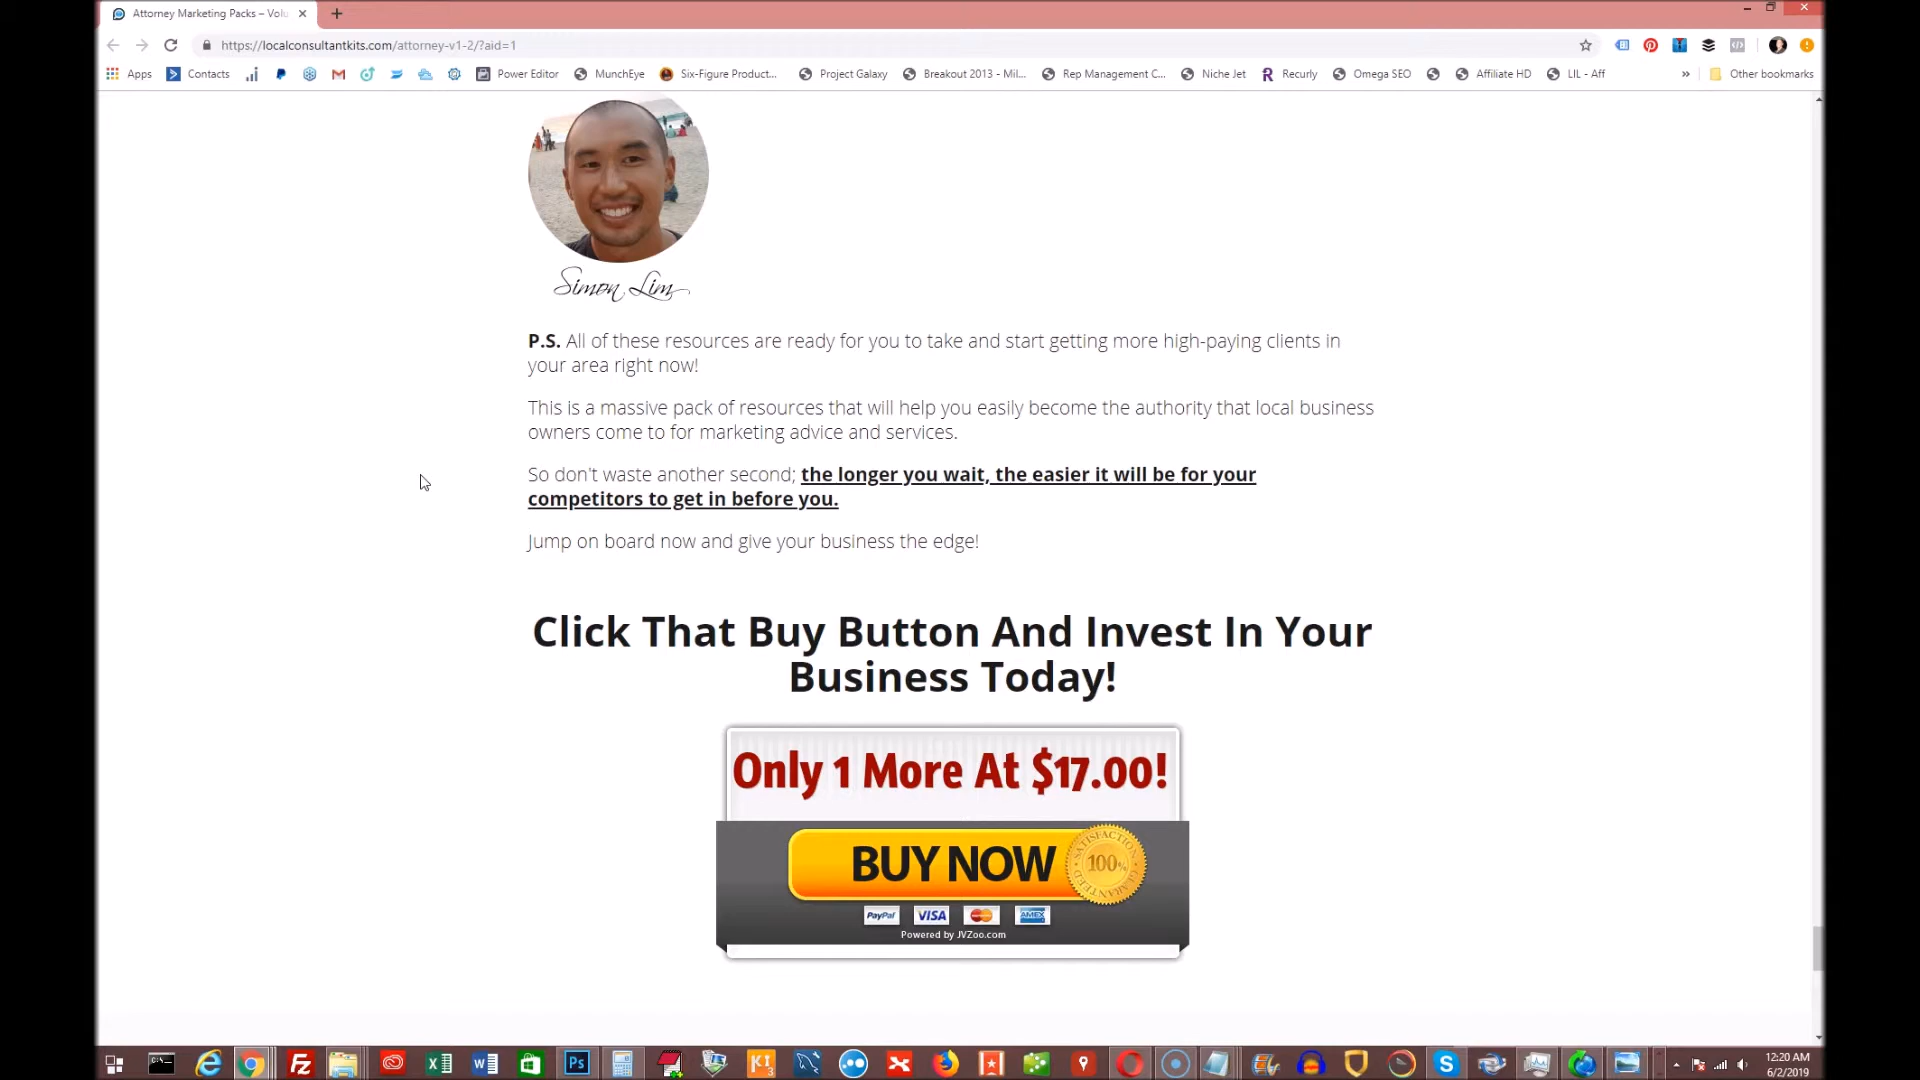 Attorney Marketing Packs – Volu
https://localconsultantkits.com/attorney-v1-2/?aid=1
Apps Contacts Power Editor MunchEye Six-Figure Product... Project Galaxy Breakout 2013 - Mil... Rep Management C... Niche Jet Recurly Omega SEO Affiliate HD LIL - Aff » Other bookmarks
Simon Lim
P.S. All of these resources are ready for you to take and start getting more high-paying clients in
your area right now!
This is a massive pack of resources that will help you easily become the authority that local business
owners come to for marketing advice and services.
So don't waste another second; the longer you wait, the easier it will be for your
competitors to get in before you.
Jump on board now and give your business the edge!
Click That Buy Button And Invest In Your
Business Today!
Only 1 More At $17.00!
BUY NOW
SATISFACTION
100%
GUARANTEED
PayPal VISA AMEX
Powered by JVZoo.com
12:20 AM
6/2/2019